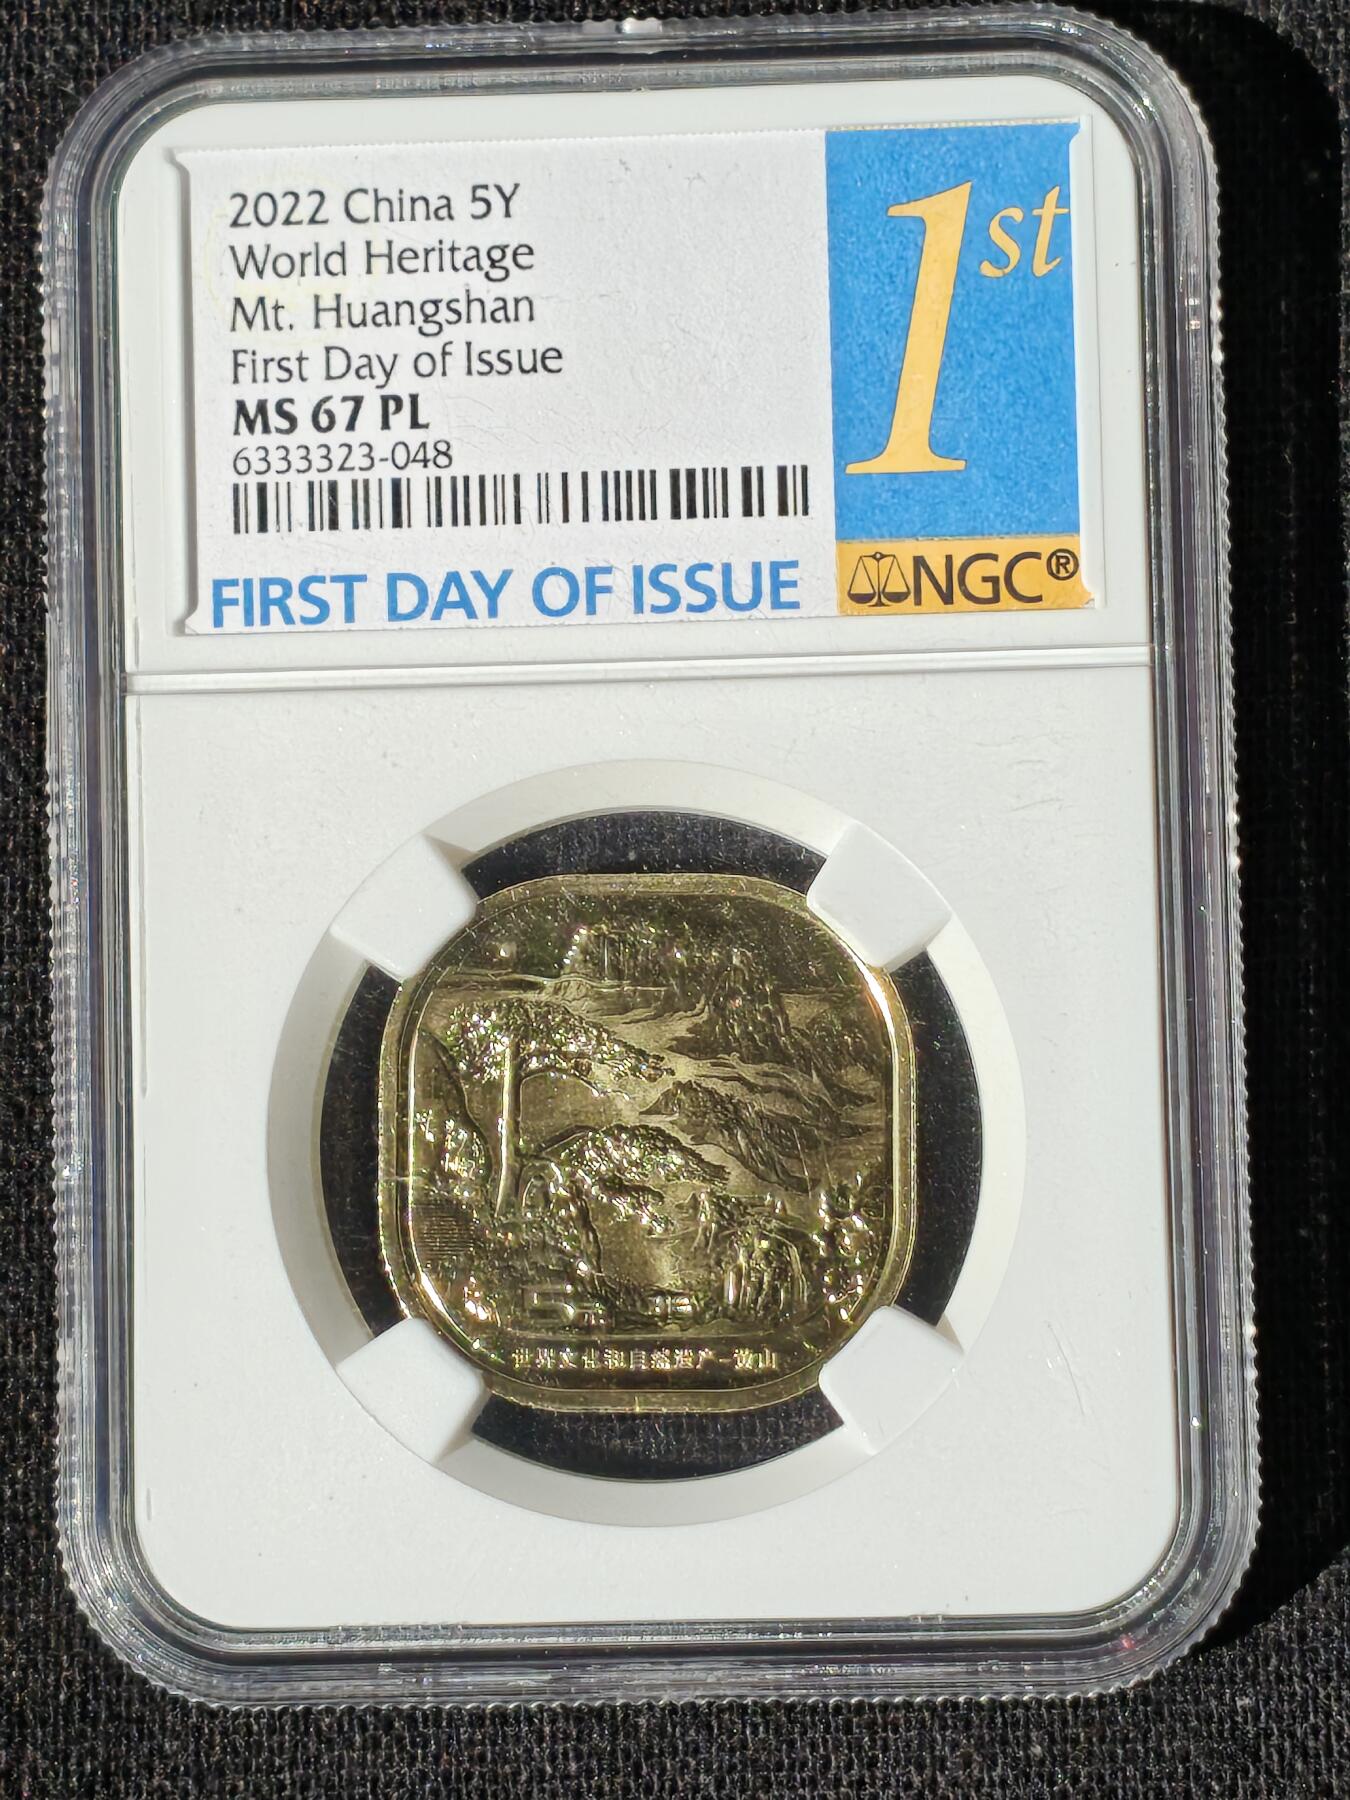 2022 China 5Y
World Heritage
Mt. Huangshan
First Day of Issue
MS 67 PL
6333323-048
FIRST DAY OF ISSUE
1st
NGC®
5元
世界文化和自然遗产-黄山